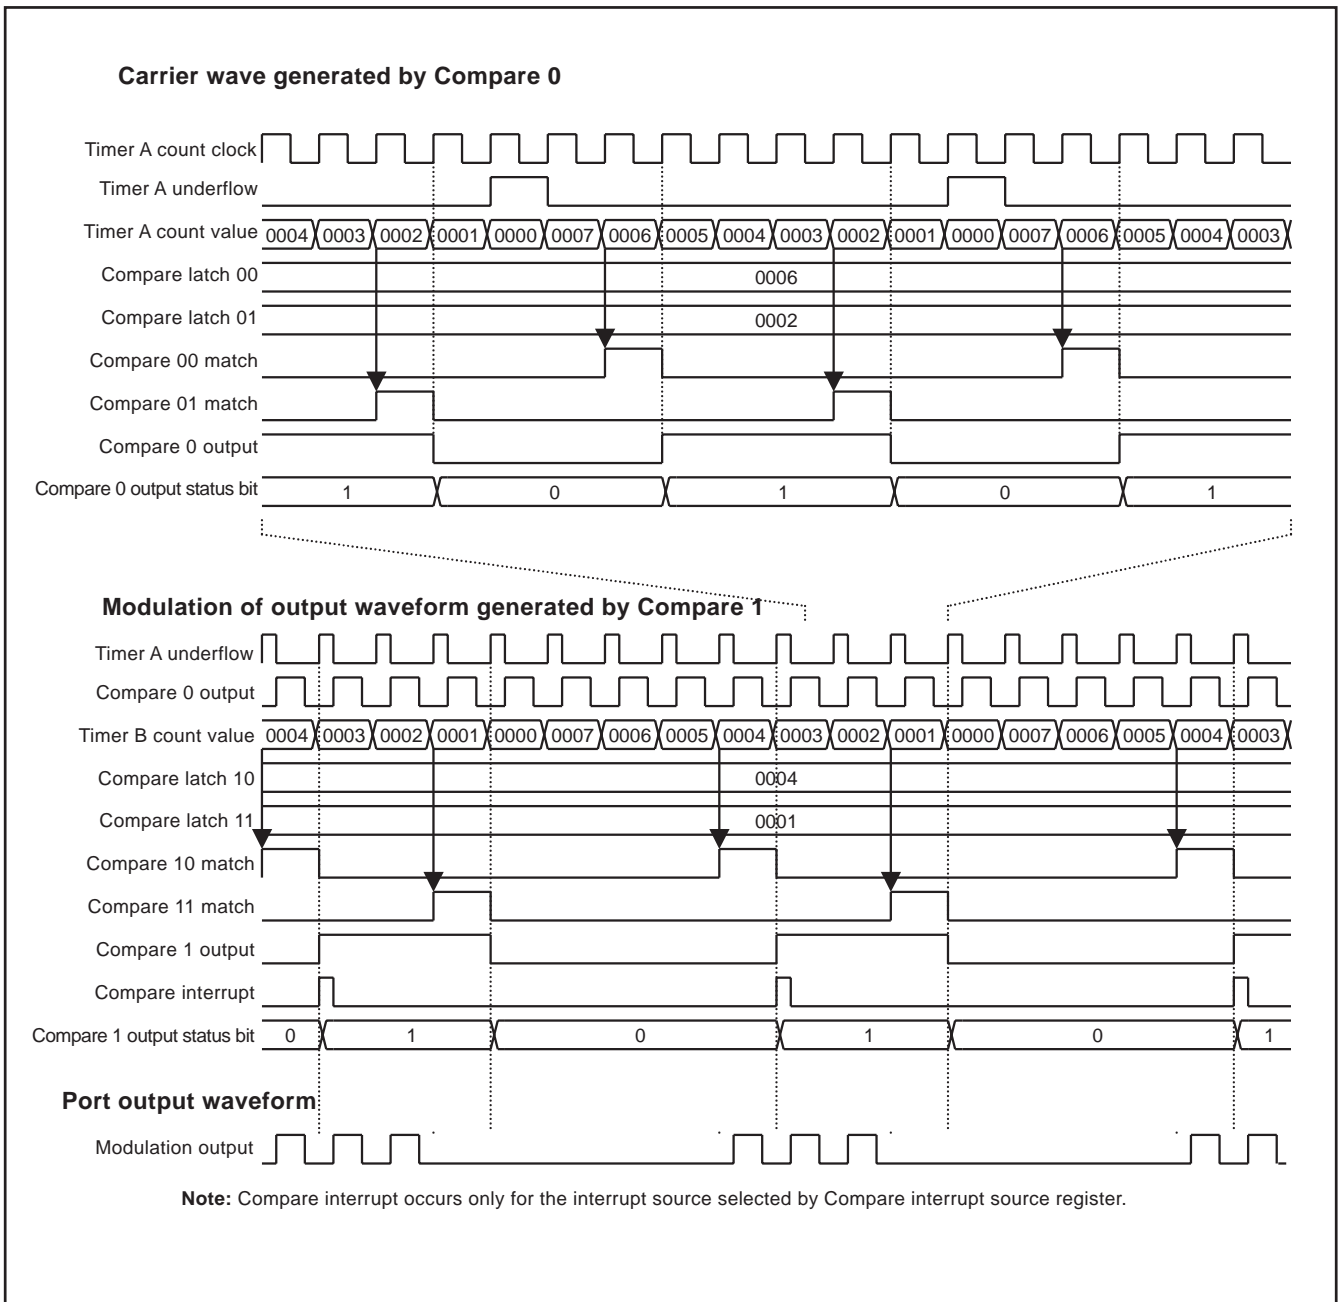 Carrier wave generated by Compare 0
Timer A count clock
Timer A underflow
Timer A count value 0004 0003 0002 0001 0000 0007 0006 0005 0004 0003 0002 0001 0000 0007 0006 0005 0004 0003
Compare latch 00 0006
Compare latch 01 0002
Compare 00 match
Compare 01 match
Compare 0 output
Compare 0 output status bit 1 0 1 0 1
Modulation of output waveform generated by Compare 1
Timer A underflow
Compare 0 output
Timer B count value 0004 0003 0002 0001 0000 0007 0006 0005 0004 0003 0002 0001 0000 0007 0006 0005 0004 0003
Compare latch 10 0004
Compare latch 11 0001
Compare 10 match
Compare 11 match
Compare 1 output
Compare interrupt
Compare 1 output status bit 0 1 0 1 0 1
Port output waveform
Modulation output
Note: Compare interrupt occurs only for the interrupt source selected by Compare interrupt source register.